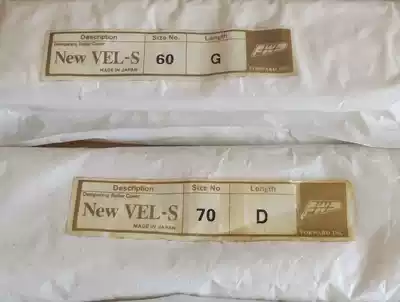 Description Size No. Length
Dampening Roller Cover
New VEL-S 60 G
MADE IN JAPAN
Description Size No Length
Dampening Roller Cover
New VEL-S 70 D
MADE IN JAPAN